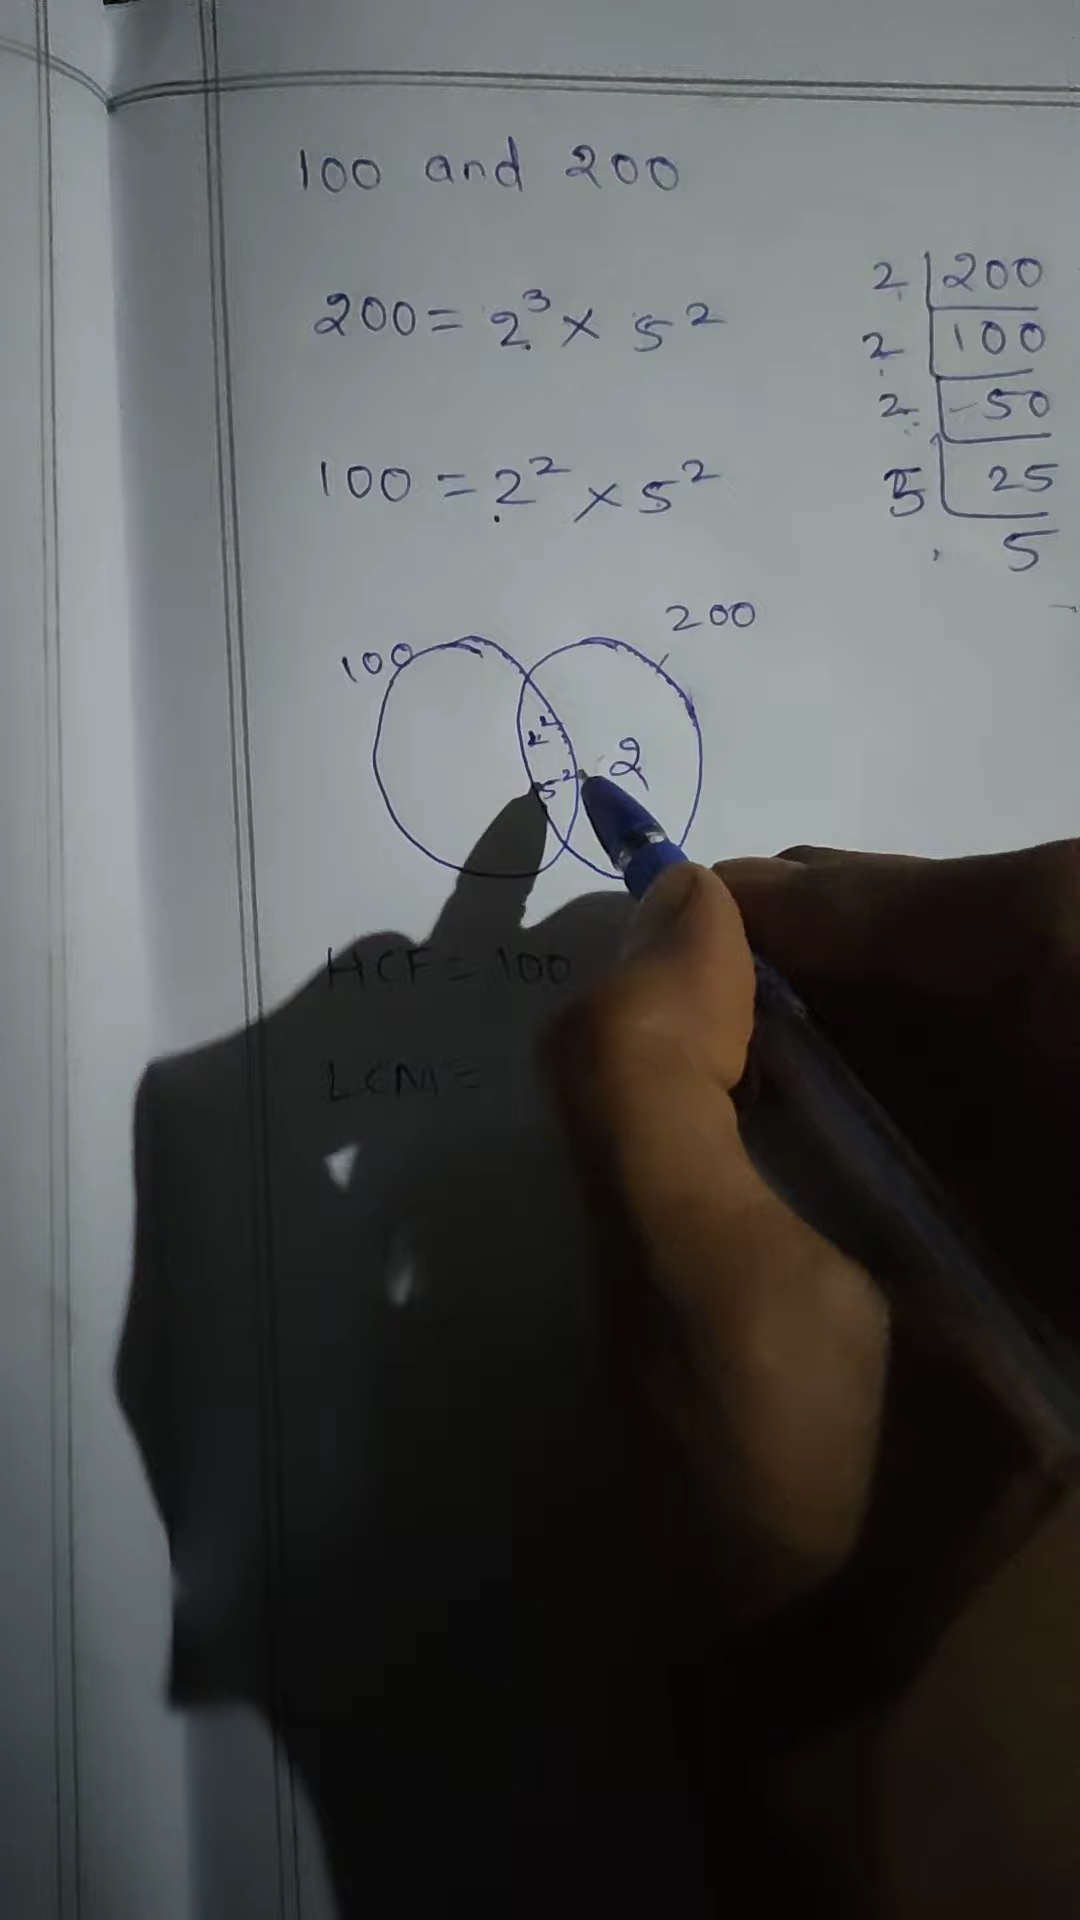 100 and 200
200 = 2³ × 5²
100 = 2² × 5²
2 | 200
2 | 100
2 | 50
5 | 25
5
100
200
2²
5²
2
HCF = 100
LCM =